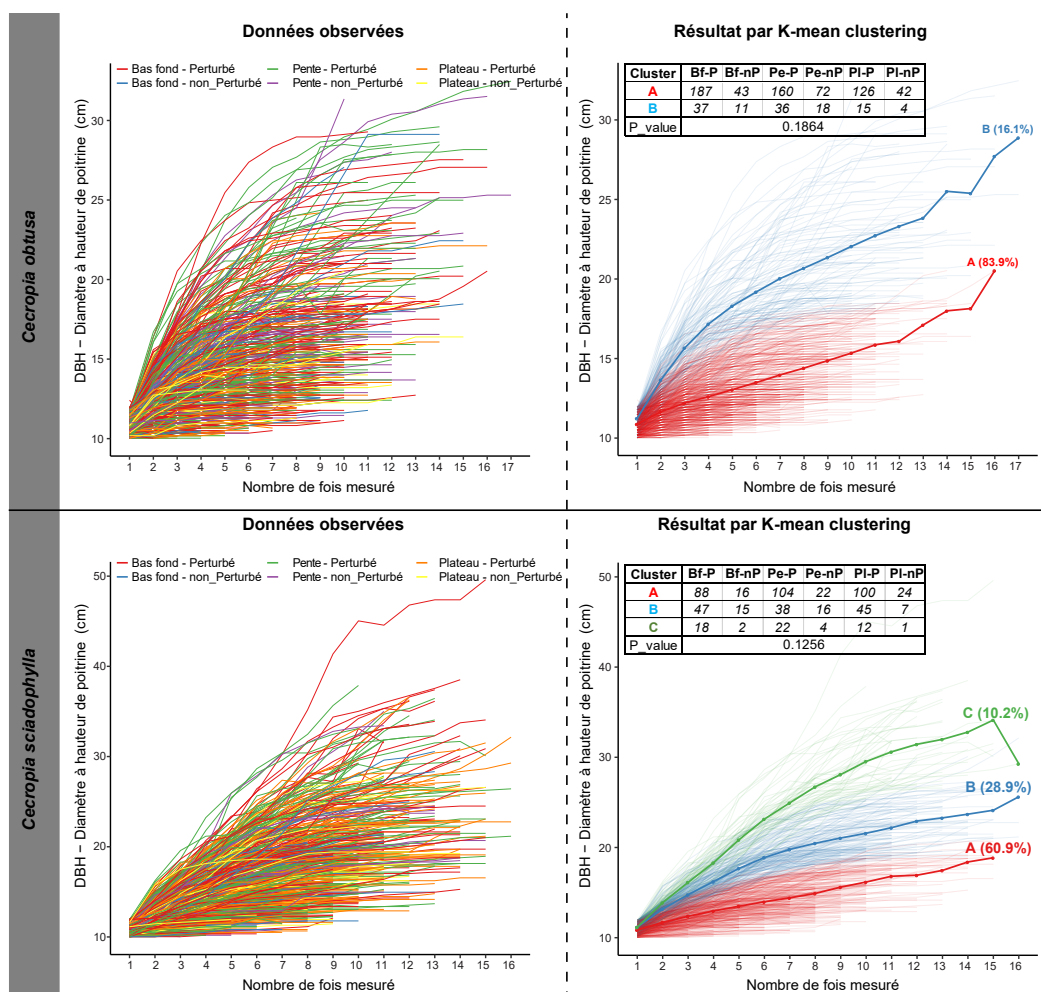 Données observées
Résultat par K-mean clustering
Cecropia obtusa
Bas fond - Perturbé Pente - Perturbé Plateau - Perturbé
Bas fond - non_Perturbé Pente - non_Perturbé Plateau - non_Perturbé
DBH – Diamètre à hauteur de poitrine (cm)
30
25
20
15
10
1 2 3 4 5 6 7 8 9 10 11 12 13 14 15 16 17
Nombre de fois mesuré
Cluster Bf-P Bf-nP Pe-P Pe-nP Pl-P Pl-nP
A 187 43 160 72 126 42
B 37 11 36 18 15 4
P_value 0.1864
B (16.1%)
A (83.9%)
DBH – Diamètre à hauteur de poitrine (cm)
30
25
20
15
10
1 2 3 4 5 6 7 8 9 10 11 12 13 14 15 16 17
Nombre de fois mesuré
Données observées
Résultat par K-mean clustering
Cecropia sciadophylla
Bas fond - Perturbé Pente - Perturbé Plateau - Perturbé
Bas fond - non_Perturbé Pente - non_Perturbé Plateau - non_Perturbé
DBH – Diamètre à hauteur de poitrine (cm)
50
40
30
20
10
1 2 3 4 5 6 7 8 9 10 11 12 13 14 15 16
Nombre de fois mesuré
Cluster Bf-P Bf-nP Pe-P Pe-nP Pl-P Pl-nP
A 88 16 104 22 100 24
B 47 15 38 16 45 7
C 18 2 22 4 12 1
P_value 0.1256
C (10.2%)
B (28.9%)
A (60.9%)
DBH – Diamètre à hauteur de poitrine (cm)
50
40
30
20
10
1 2 3 4 5 6 7 8 9 10 11 12 13 14 15 16
Nombre de fois mesuré